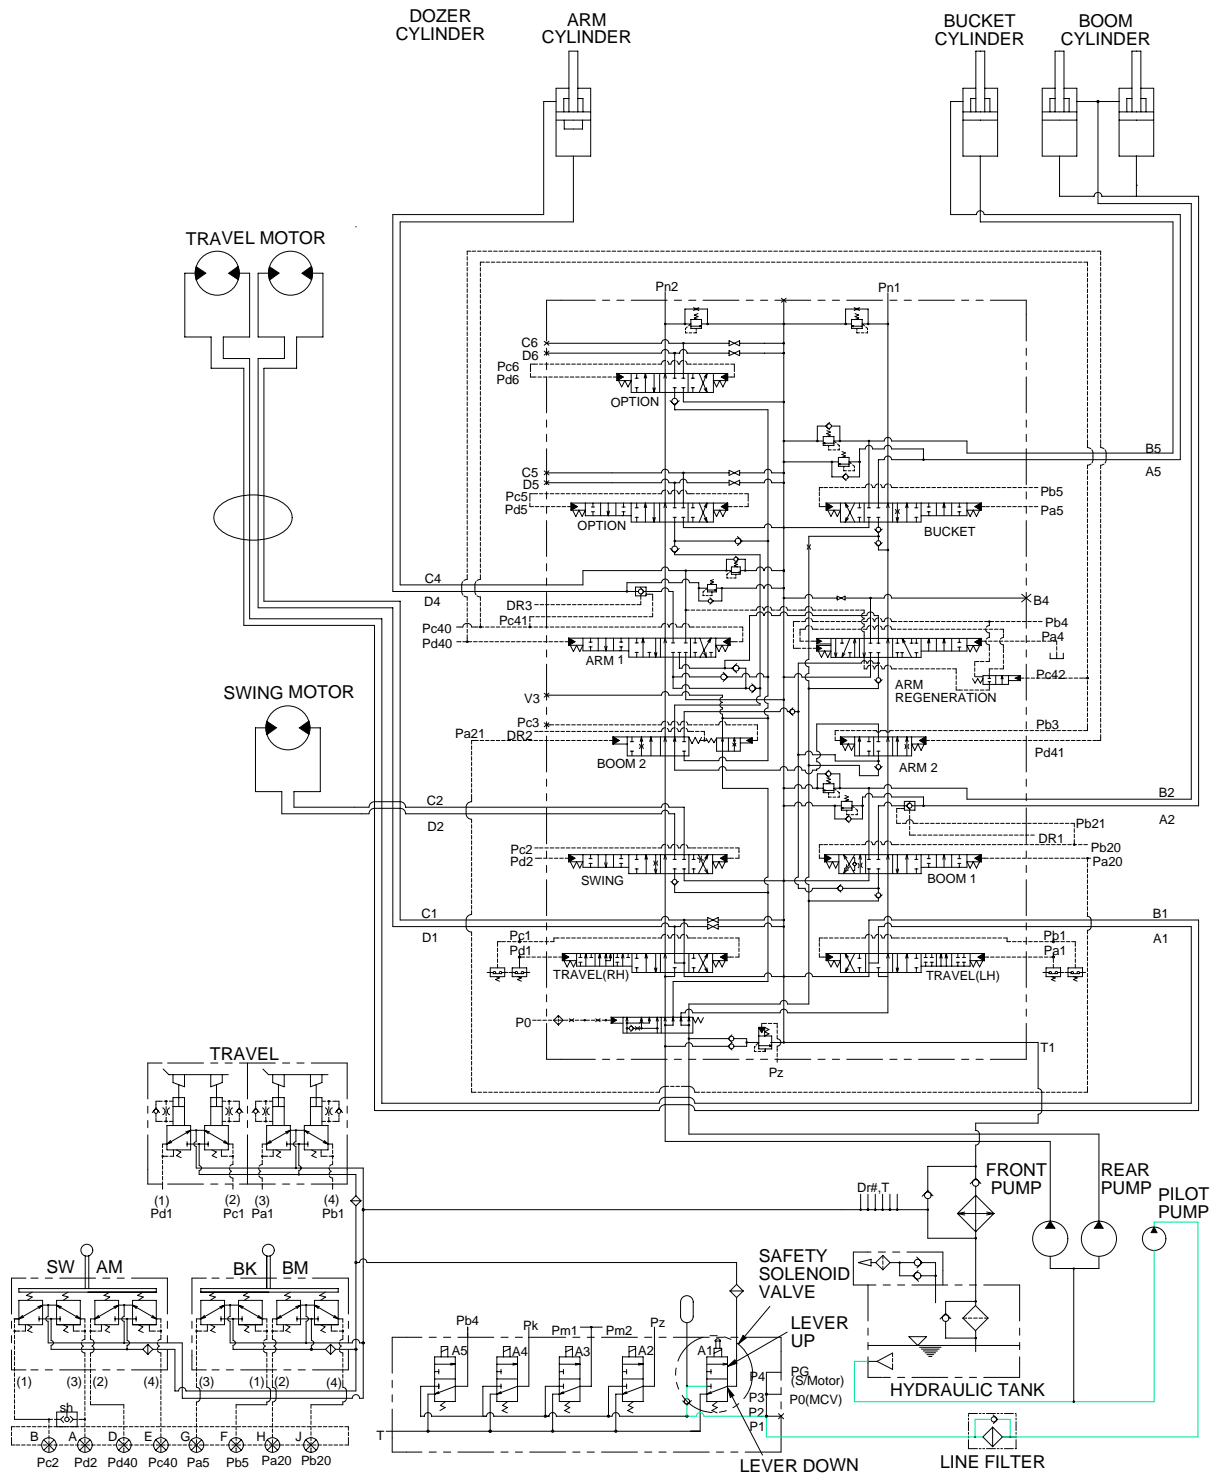 DOZER
CYLINDER
ARM
CYLINDER
BUCKET
CYLINDER
BOOM
CYLINDER
TRAVEL MOTOR
Pn2
Pn1
C6
D6
Pc6
Pd6
OPTION
B5
A5
C5
D5
Pc5
Pd5
OPTION
Pb5
Pa5
BUCKET
C4
D4
DR3
Pc41
Pc40
Pd40
ARM 1
B4
Pb4
Pa4
Pc42
ARM
REGENERATION
SWING MOTOR
V3
Pc3
DR2
Pa21
BOOM 2
Pb3
Pd41
ARM 2
C2
D2
B2
A2
Pb21
DR1
Pb20
Pa20
Pc2
Pd2
SWING
BOOM 1
C1
D1
B1
A1
Pc1
Pd1
TRAVEL(RH)
Pb1
Pa1
TRAVEL(LH)
P0
Pz
T1
TRAVEL
(1)
Pd1
(2)
Pc1
(3)
Pa1
(4)
Pb1
Dr#,T
FRONT
PUMP
REAR
PUMP
PILOT
PUMP
SW AM
BK BM
SAFETY
SOLENOID
VALVE
LEVER
UP
Pb4
Pk
Pm1
Pm2
Pz
A5
A4
A3
A2
A1
P4
P3
P2
P1
PG
(S/Motor)
P0(MCV)
T
HYDRAULIC TANK
LINE FILTER
LEVER DOWN
(1) (3) (2) (4) (3) (1) (2) (4)
sh
B A D E G F H J
Pc2 Pd2 Pd40 Pc40 Pa5 Pb5 Pa20 Pb20